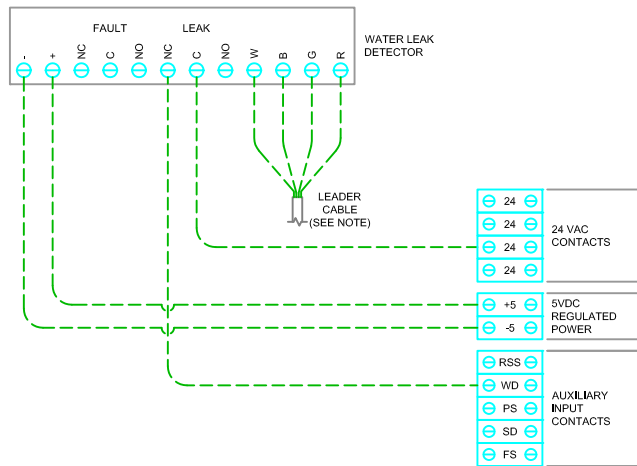 FAULT LEAK
- + NC C NO NC C NO W B G R
WATER LEAK
DETECTOR
LEADER
CABLE
(SEE NOTE)
24
24
24
24
24 VAC
CONTACTS
+5
-5
5VDC
REGULATED
POWER
RSS
WD
PS
SD
FS
AUXILIARY
INPUT
CONTACTS